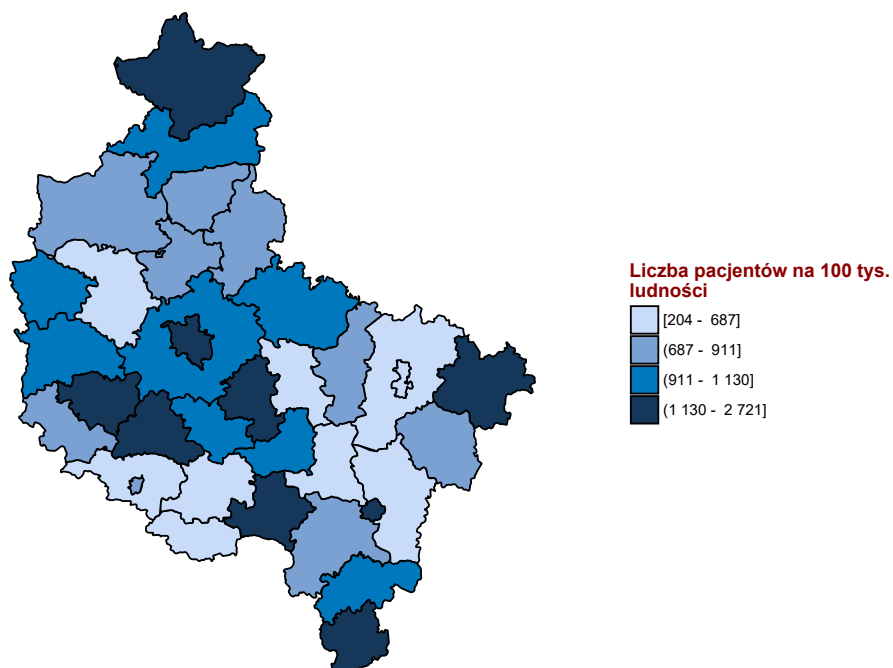 Liczba pacjentów na 100 tys.
ludności
[204 - 687]
(687 - 911]
(911 - 1 130]
(1 130 - 2 721]